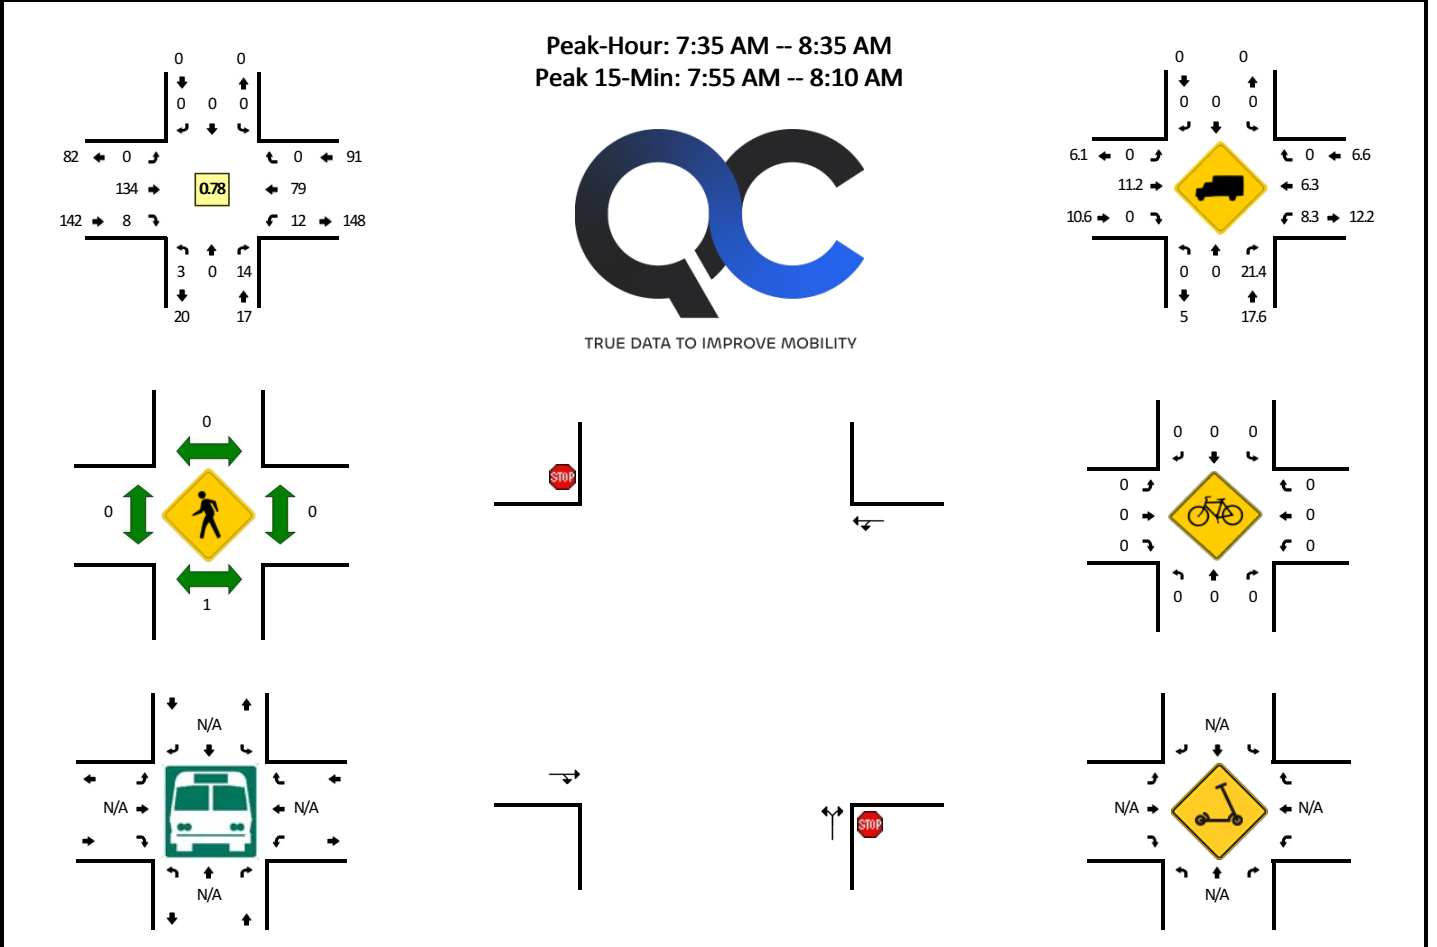 Peak-Hour: 7:35 AM -- 8:35 AM
Peak 15-Min: 7:55 AM -- 8:10 AM
0 0
0 0 0
82 0 0 91
134 0.78 79
142 8 12 148
3 0 14
20 17
TRUE DATA TO IMPROVE MOBILITY
0 0
0 0 0
6.1 0 0 6.6
11.2 6.3
10.6 0 8.3 12.2
0 0 21.4
5 17.6
0
0 0
1
STOP
STOP
0 0 0
0 0
0 0
0 0
0 0 0
N/A
N/A N/A
N/A
N/A
N/A N/A
N/A